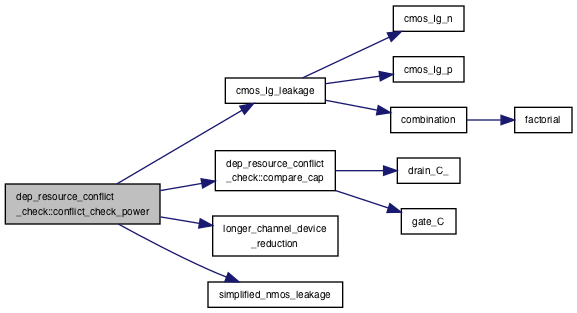 cmos_Ig_n
cmos_Ig_leakage
cmos_Ig_p
combination
factorial
dep_resource_conflict
_check::compare_cap
drain_C_
gate_C
dep_resource_conflict
_check::conflict_check_power
longer_channel_device
_reduction
simplified_nmos_leakage